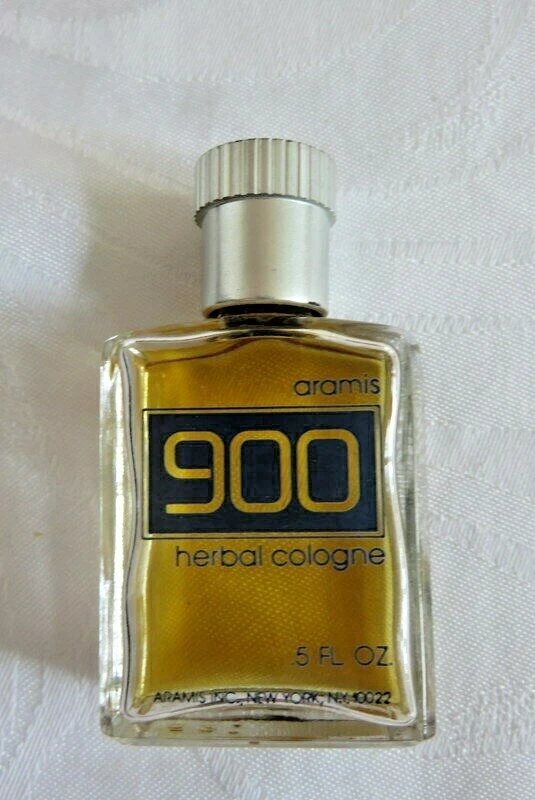 aramis
900
herbal cologne
.5 FL OZ.
ARAMIS INC., NEW YORK, N.Y. 10022